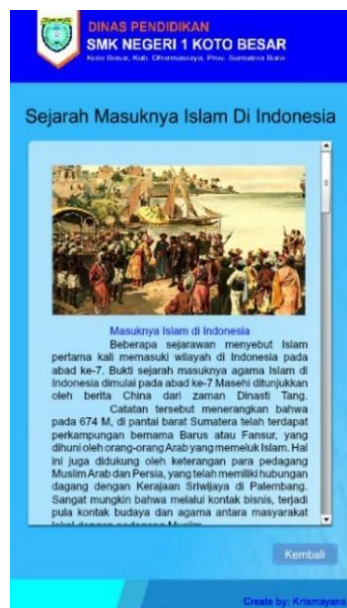 DINAS PENDIDIKAN
SMK NEGERI 1 KOTO BESAR
Koto Besar, Kab. Dharmasraya, Prov. Sumatera Barat
Sejarah Masuknya Islam Di Indonesia
Masuknya Islam di Indonesia
Beberapa sejarawan menyebut Islam
pertama kali memasuki wilayah di Indonesia pada
abad ke-7. Bukti sejarah masuknya agama Islam di
Indonesia dimulai pada abad ke-7 Masehi ditunjukkan
oleh berita China dari zaman Dinasti Tang.
Catatan tersebut menerangkan bahwa
pada 674 M, di pantai barat Sumatera telah terdapat
perkampungan bernama Barus atau Fansur, yang
dihuni oleh orang-orang Arab yang memeluk Islam. Hal
ini juga didukung oleh keterangan para pedagang
Muslim Arab dan Persia, yang telah memiliki hubungan
dagang dengan Kerajaan Sriwijaya di Palembang.
Sangat mungkin bahwa melalui kontak bisnis, terjadi
pula kontak budaya dan agama antara masyarakat
lokal dengan pedagang Muslim.
Kembali
Create by: Krismayana